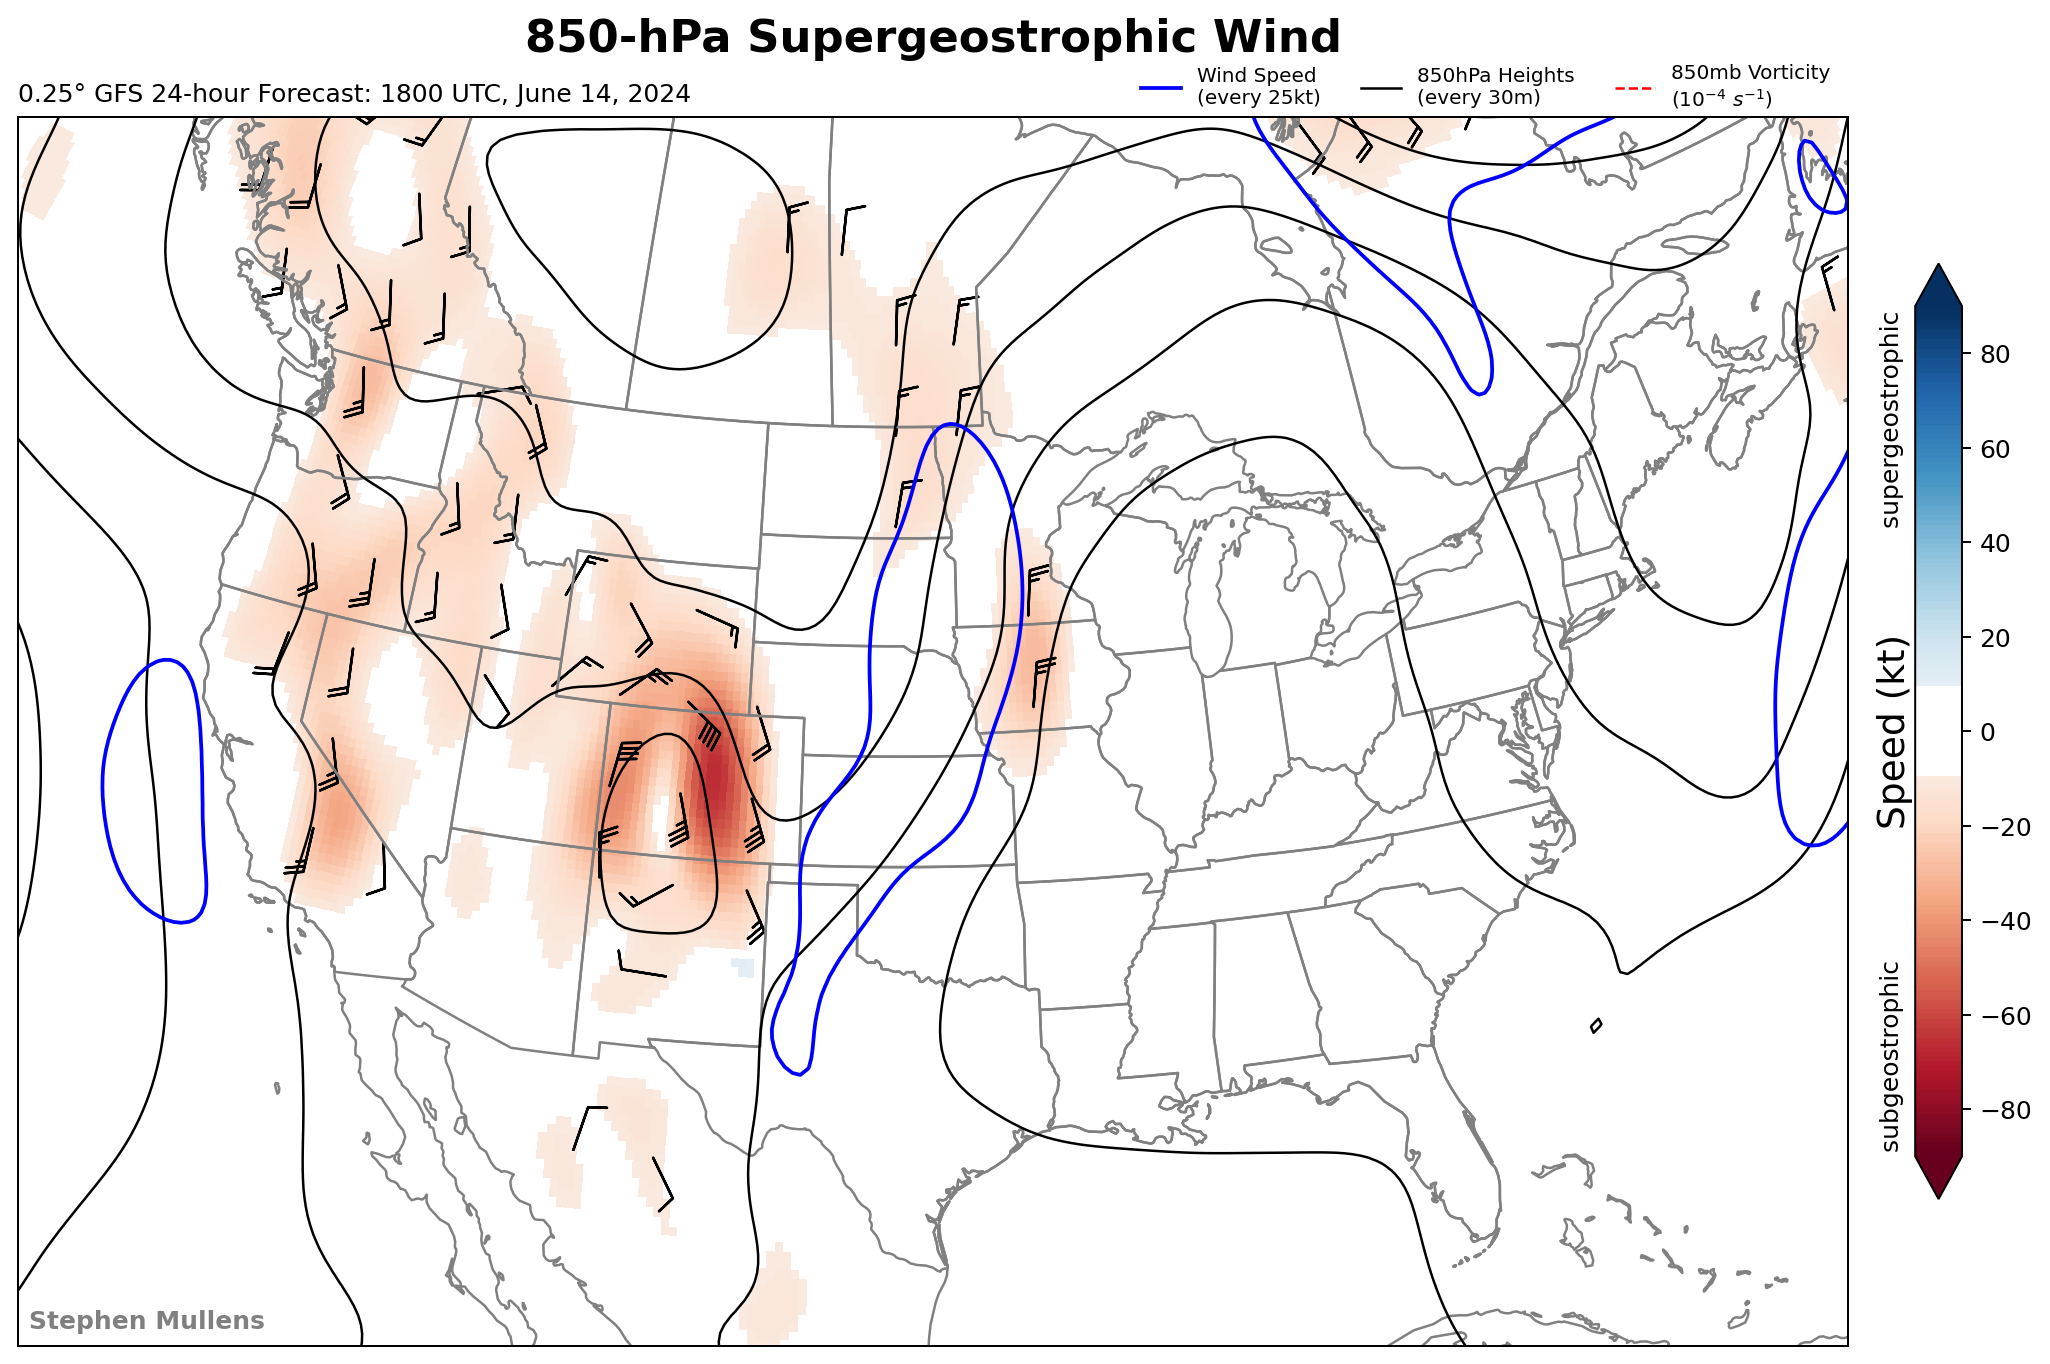 850-hPa Supergeostrophic Wind
0.25° GFS 24-hour Forecast: 1800 UTC, June 14, 2024
Wind Speed
(every 25kt)
850hPa Heights
(every 30m)
850mb Vorticity
(10⁻⁴ s⁻¹)
supergeostrophic
Speed (kt)
subgeostrophic
80
60
40
20
0
−20
−40
−60
−80
Stephen Mullens